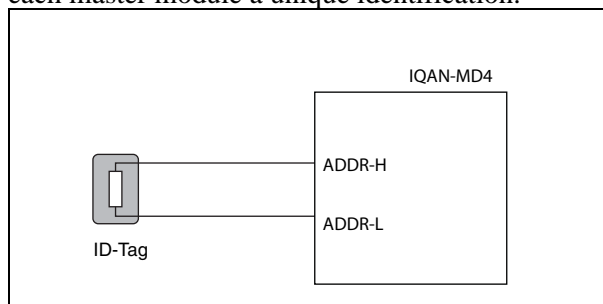 each master module a unique identification.
IQAN-MD4
ADDR-H
ADDR-L
ID-Tag